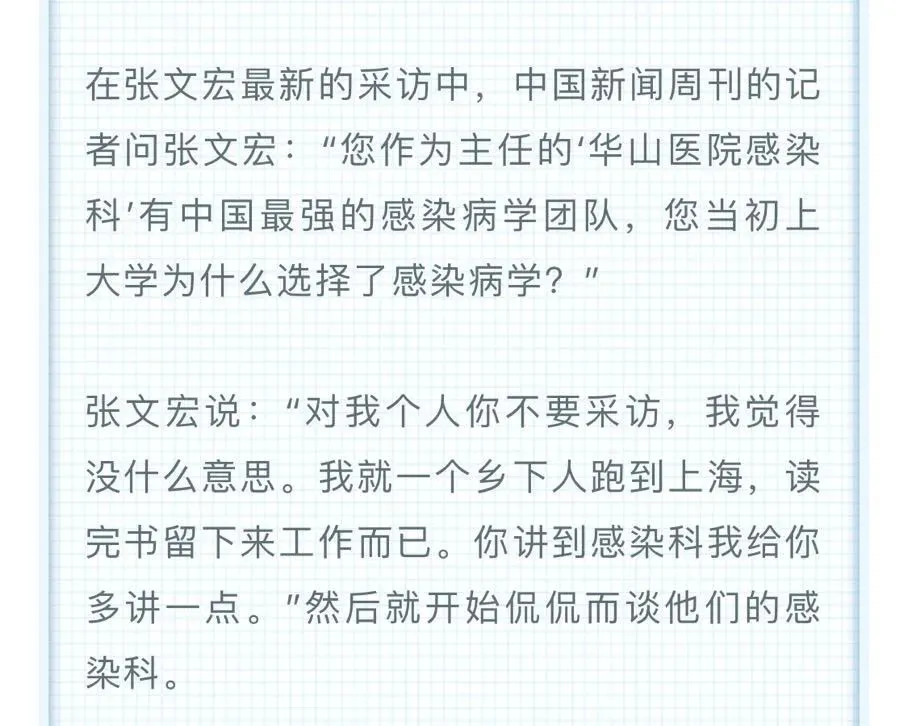 在张文宏最新的采访中，中国新闻周刊的记
者问张文宏：“您作为主任的‘华山医院感染
科’有中国最强的感染病学团队，您当初上
大学为什么选择了感染病学？”
张文宏说：“对我个人你不要采访，我觉得
没什么意思。我就一个乡下人跑到上海，读
完书留下来工作而已。你讲到感染科我给你
多讲一点。”然后就开始侃侃而谈他们的感
染科。